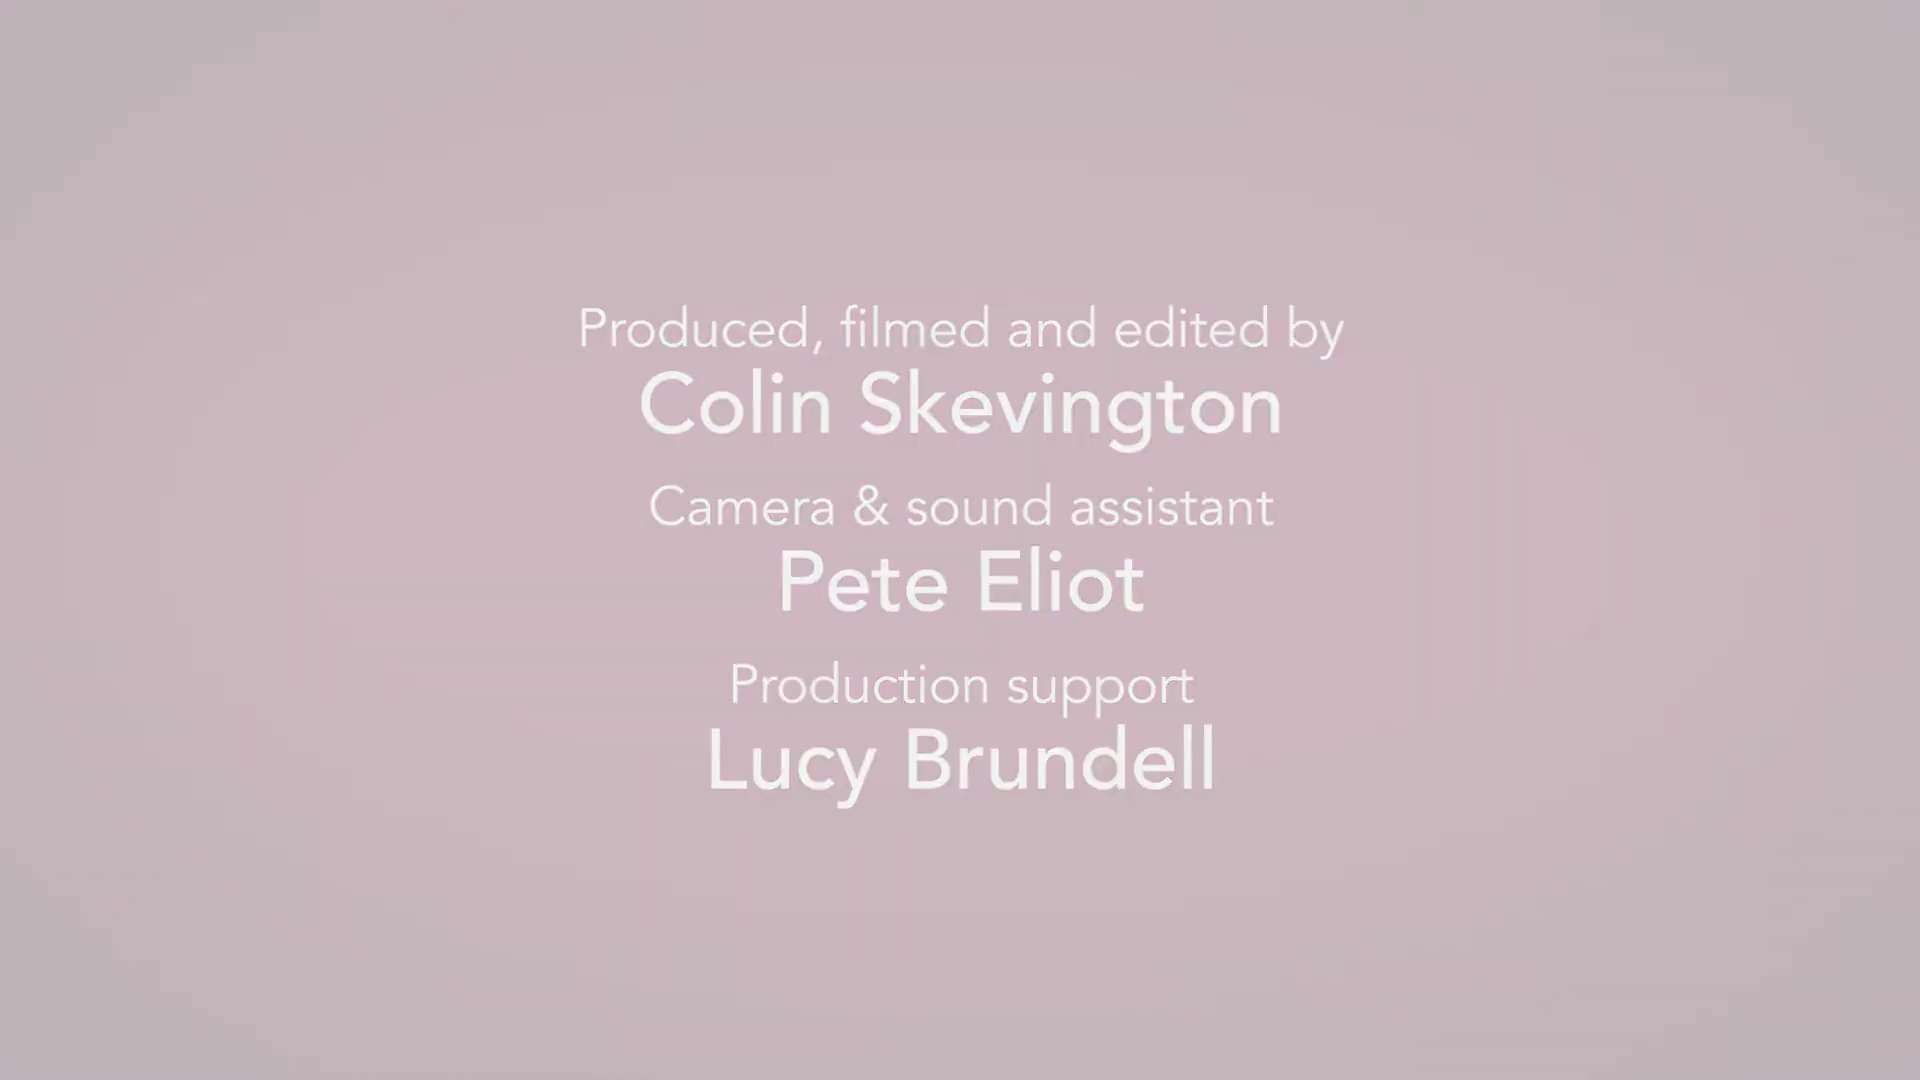 Produced, filmed and edited by
Colin Skevington
Camera & sound assistant
Pete Eliot
Production support
Lucy Brundell